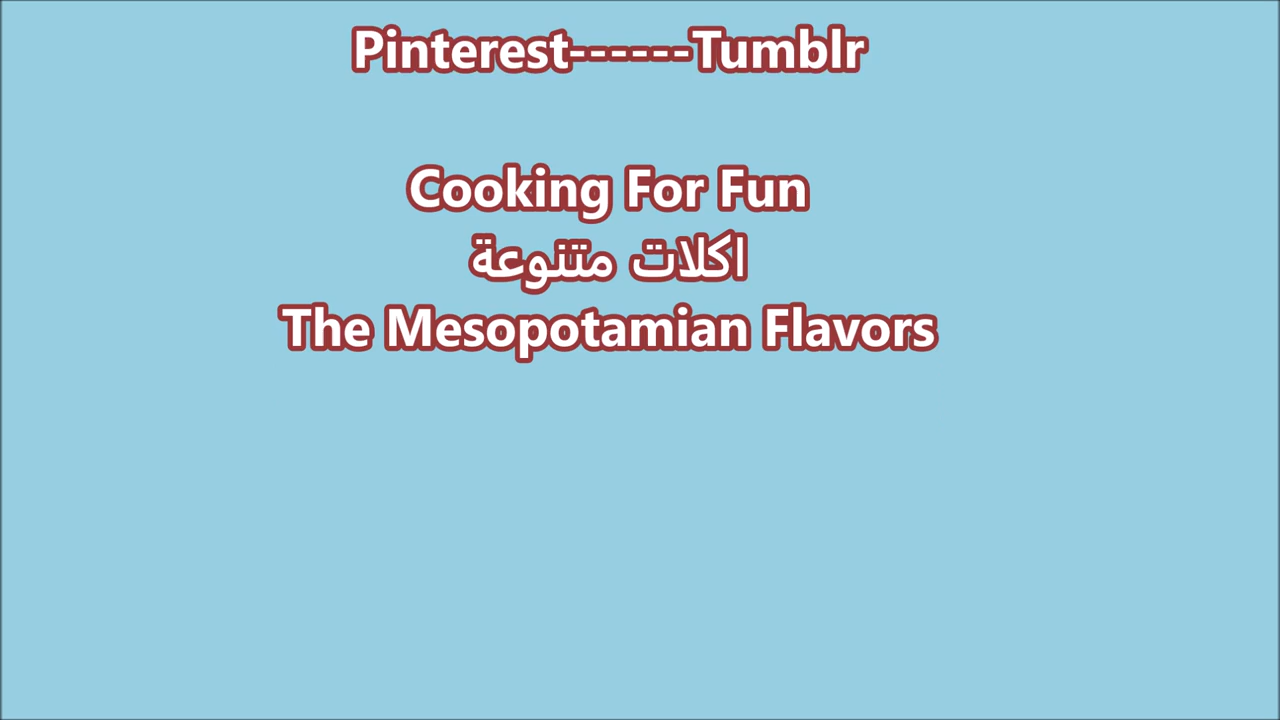 Pinterest------Tumblr
Cooking For Fun
اكلات متنوعة
The Mesopotamian Flavors